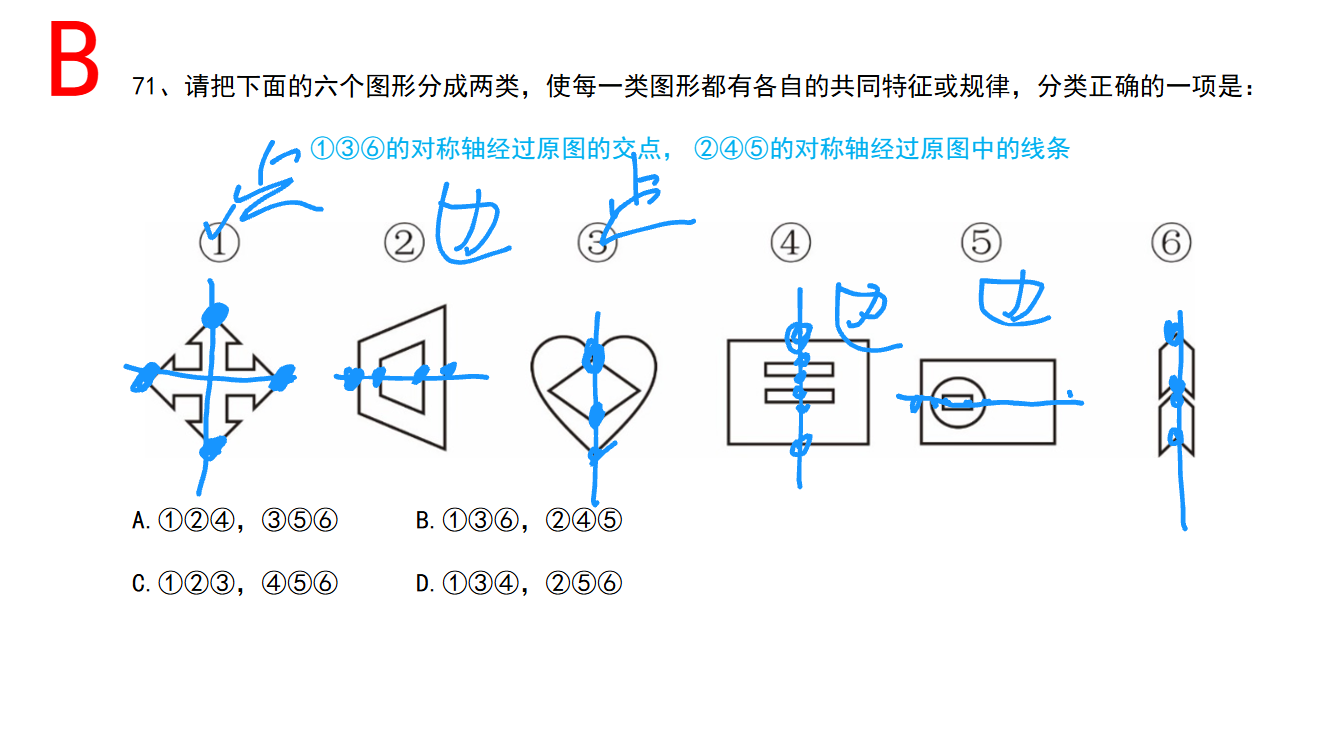 B
71、请把下面的六个图形分成两类，使每一类图形都有各自的共同特征或规律，分类正确的一项是：
①③⑥的对称轴经过原图的交点， ②④⑤的对称轴经过原图中的线条
点 边 点
① ② ③ ④ ⑤ ⑥
边 边
A.①②④，③⑤⑥ B.①③⑥，②④⑤
C.①②③，④⑤⑥ D.①③④，②⑤⑥